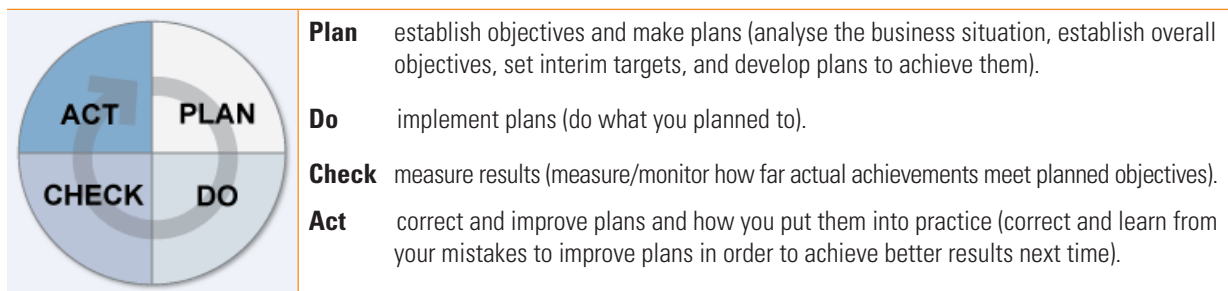 ACT PLAN
CHECK DO
Plan establish objectives and make plans (analyse the business situation, establish overall
objectives, set interim targets, and develop plans to achieve them).
Do implement plans (do what you planned to).
Check measure results (measure/monitor how far actual achievements meet planned objectives).
Act correct and improve plans and how you put them into practice (correct and learn from
your mistakes to improve plans in order to achieve better results next time).